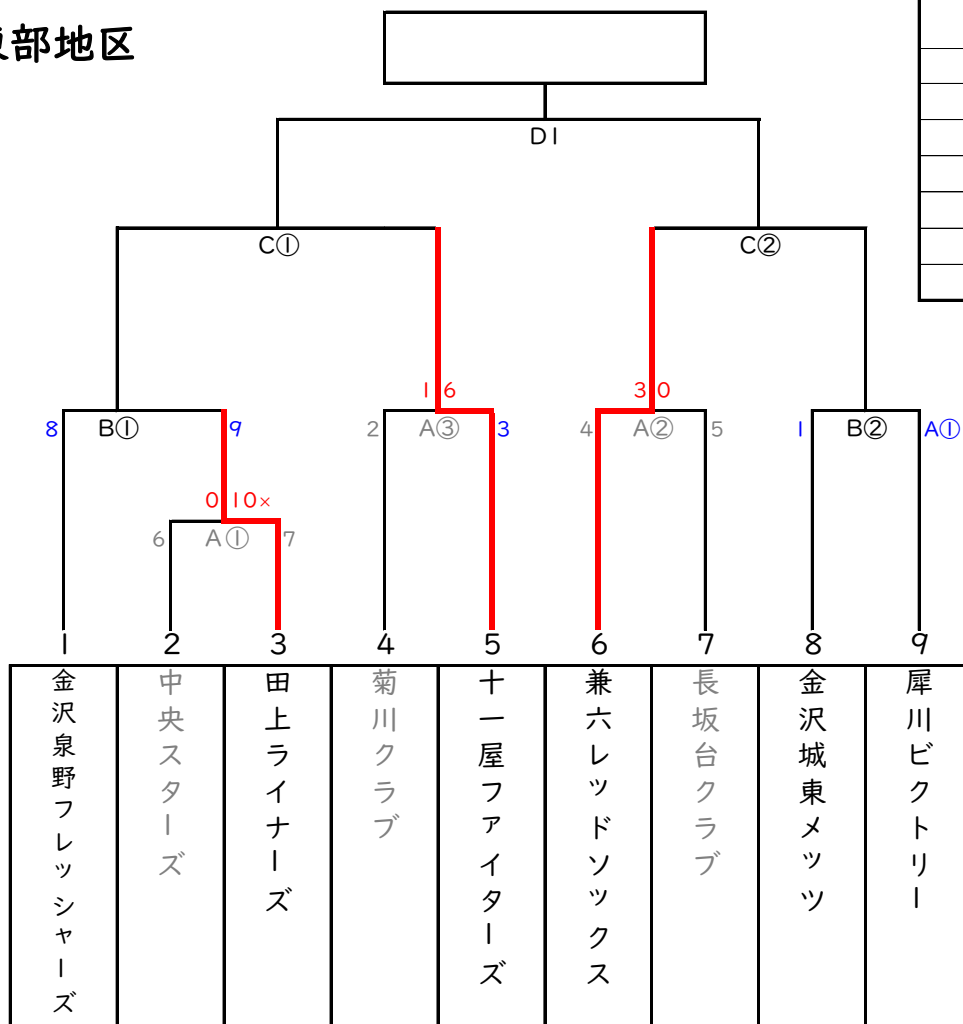 部地区
D1
C① C②
1 6 3 0
8 B① 9 2 A③ 3 4 A② 5 1 B② A①
0 10×
6 A① 7
1 2 3 4 5 6 7 8 9
金沢泉野フレッシャーズ
中央スターズ
田上ライナーズ
菊川クラブ
十一屋ファイターズ
兼六レッドソックス
長坂台クラブ
金沢城東メッツ
犀川ビクトリー